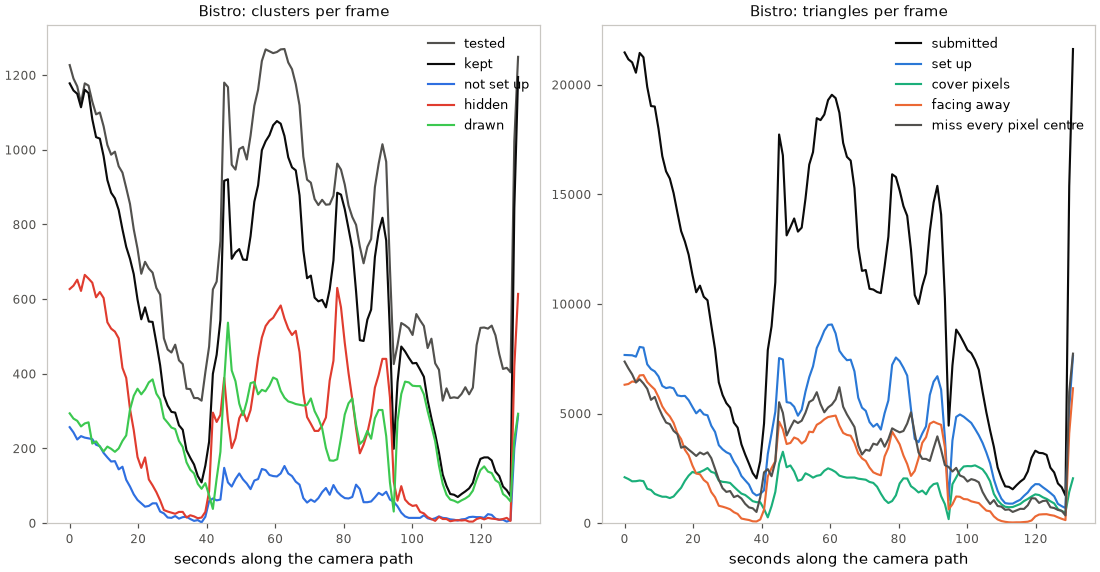 Bistro: clusters per frame
tested
kept
not set up
hidden
drawn
1200
1000
800
600
400
200
0
0 20 40 60 80 100 120
seconds along the camera path
Bistro: triangles per frame
submitted
set up
cover pixels
facing away
miss every pixel centre
20000
15000
10000
5000
0
0 20 40 60 80 100 120
seconds along the camera path